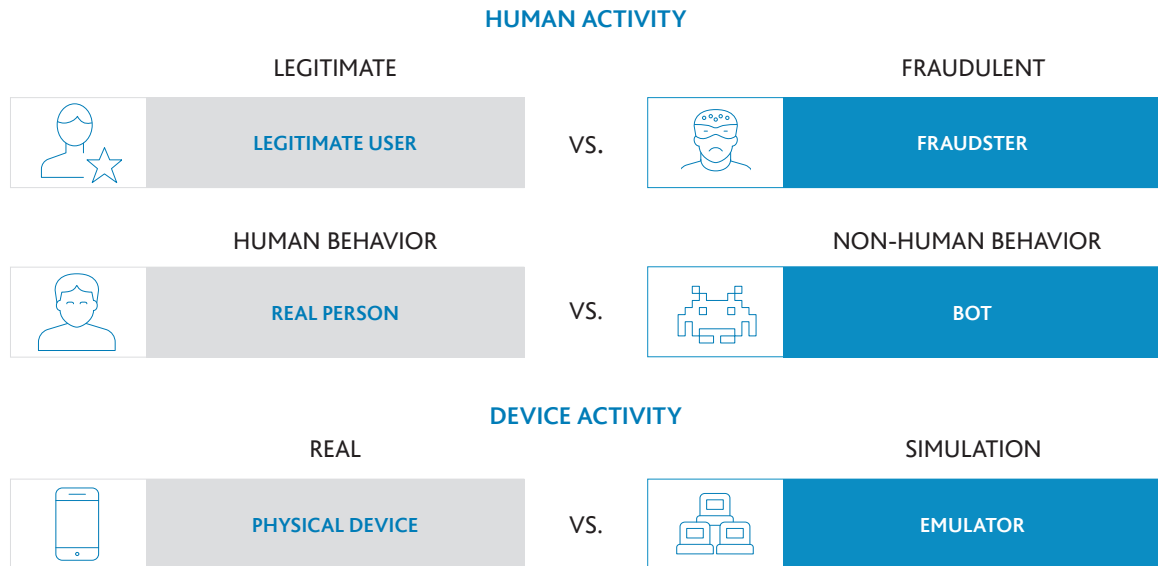 HUMAN ACTIVITY
LEGITIMATE
FRAUDULENT
LEGITIMATE USER
VS.
FRAUDSTER
HUMAN BEHAVIOR
NON-HUMAN BEHAVIOR
REAL PERSON
VS.
BOT
DEVICE ACTIVITY
REAL
SIMULATION
PHYSICAL DEVICE
VS.
EMULATOR